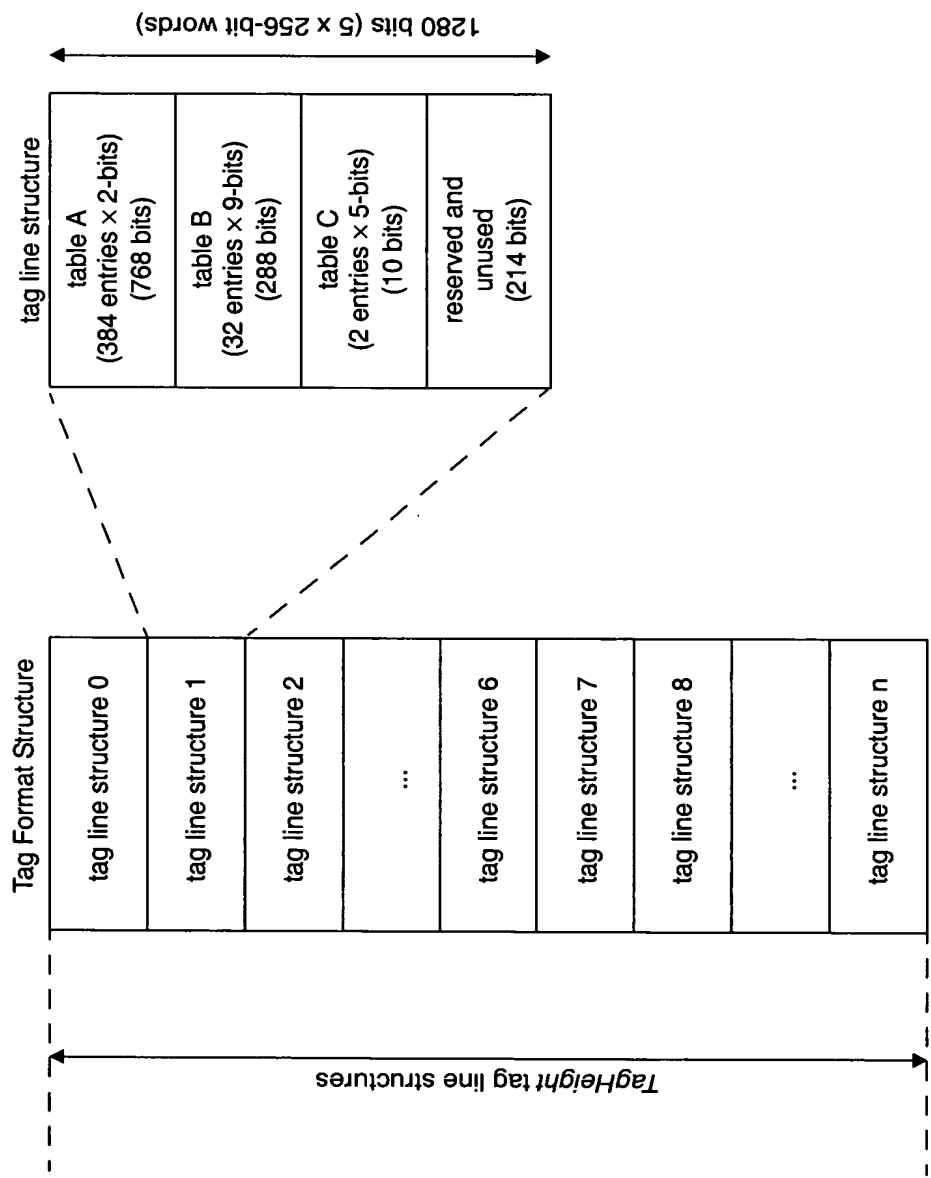 Tag Format Structure
tag line structure 0
tag line structure 1
tag line structure 2
...
tag line structure 6
tag line structure 7
tag line structure 8
...
tag line structure n
TagHeight tag line structures
tag line structure
table A
(384 entries × 2-bits)
(768 bits)
table B
(32 entries × 9-bits)
(288 bits)
table C
(2 entries × 5-bits)
(10 bits)
reserved and
unused
(214 bits)
1280 bits (5 x 256-bit words)